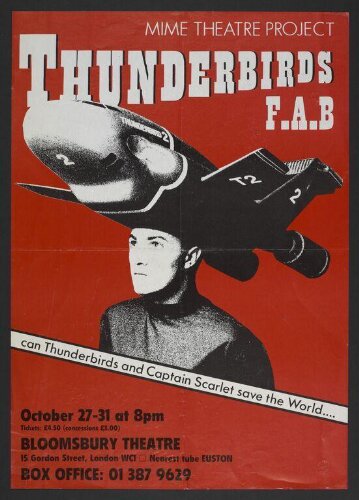 MIME THEATRE PROJECT
THUNDERBIRDS
F.A.B
THUNDERBIRD 2
2
2
2
can Thunderbirds and Captain Scarlet save the World....
October 27-31 at 8pm
Tickets: £4.50 (concessions £3.00)
BLOOMSBURY THEATRE
15 Gordon Street, London WC1 □ Nearest tube EUSTON
BOX OFFICE: 01 387 9629